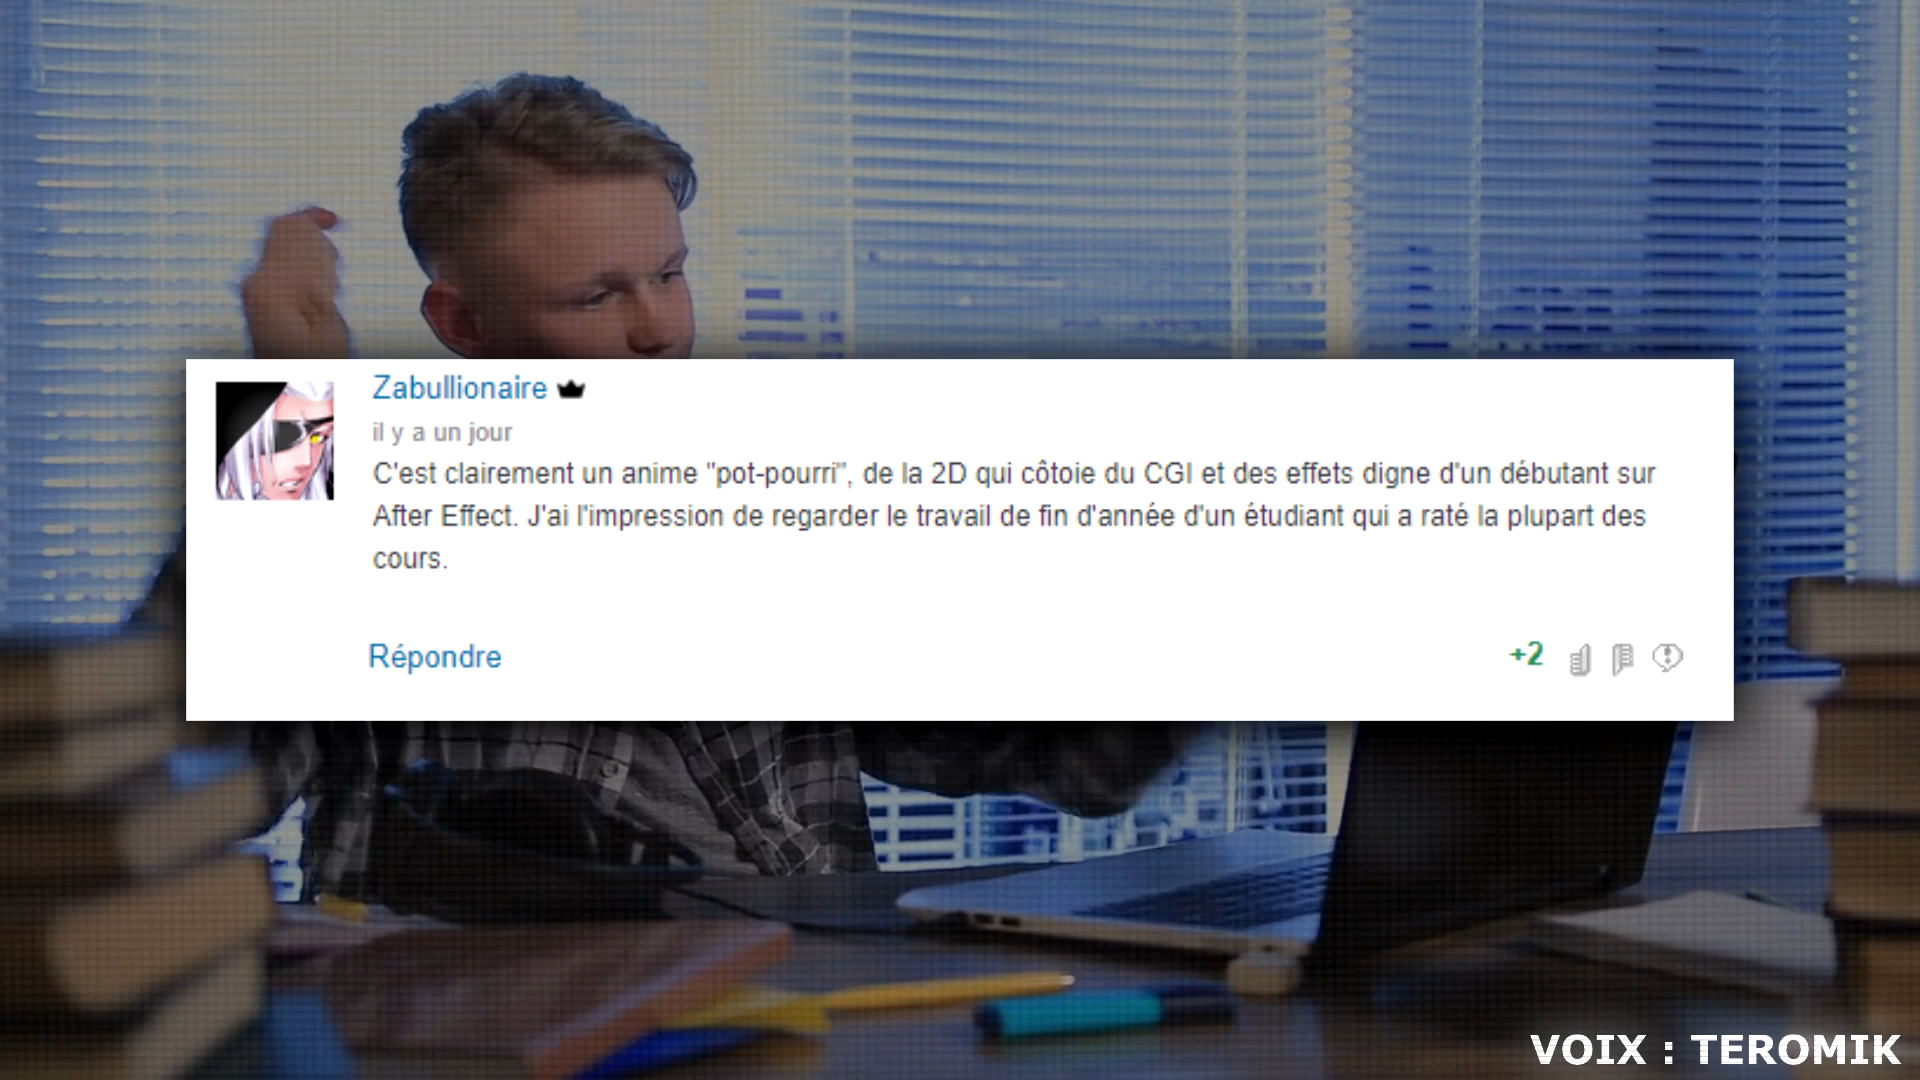 Zabullionaire
il y a un jour
C'est clairement un anime "pot-pourri", de la 2D qui côtoie du CGI et des effets digne d'un débutant sur
After Effect. J'ai l'impression de regarder le travail de fin d'année d'un étudiant qui a raté la plupart des
cours.
Répondre +2
VOIX : TEROMIK